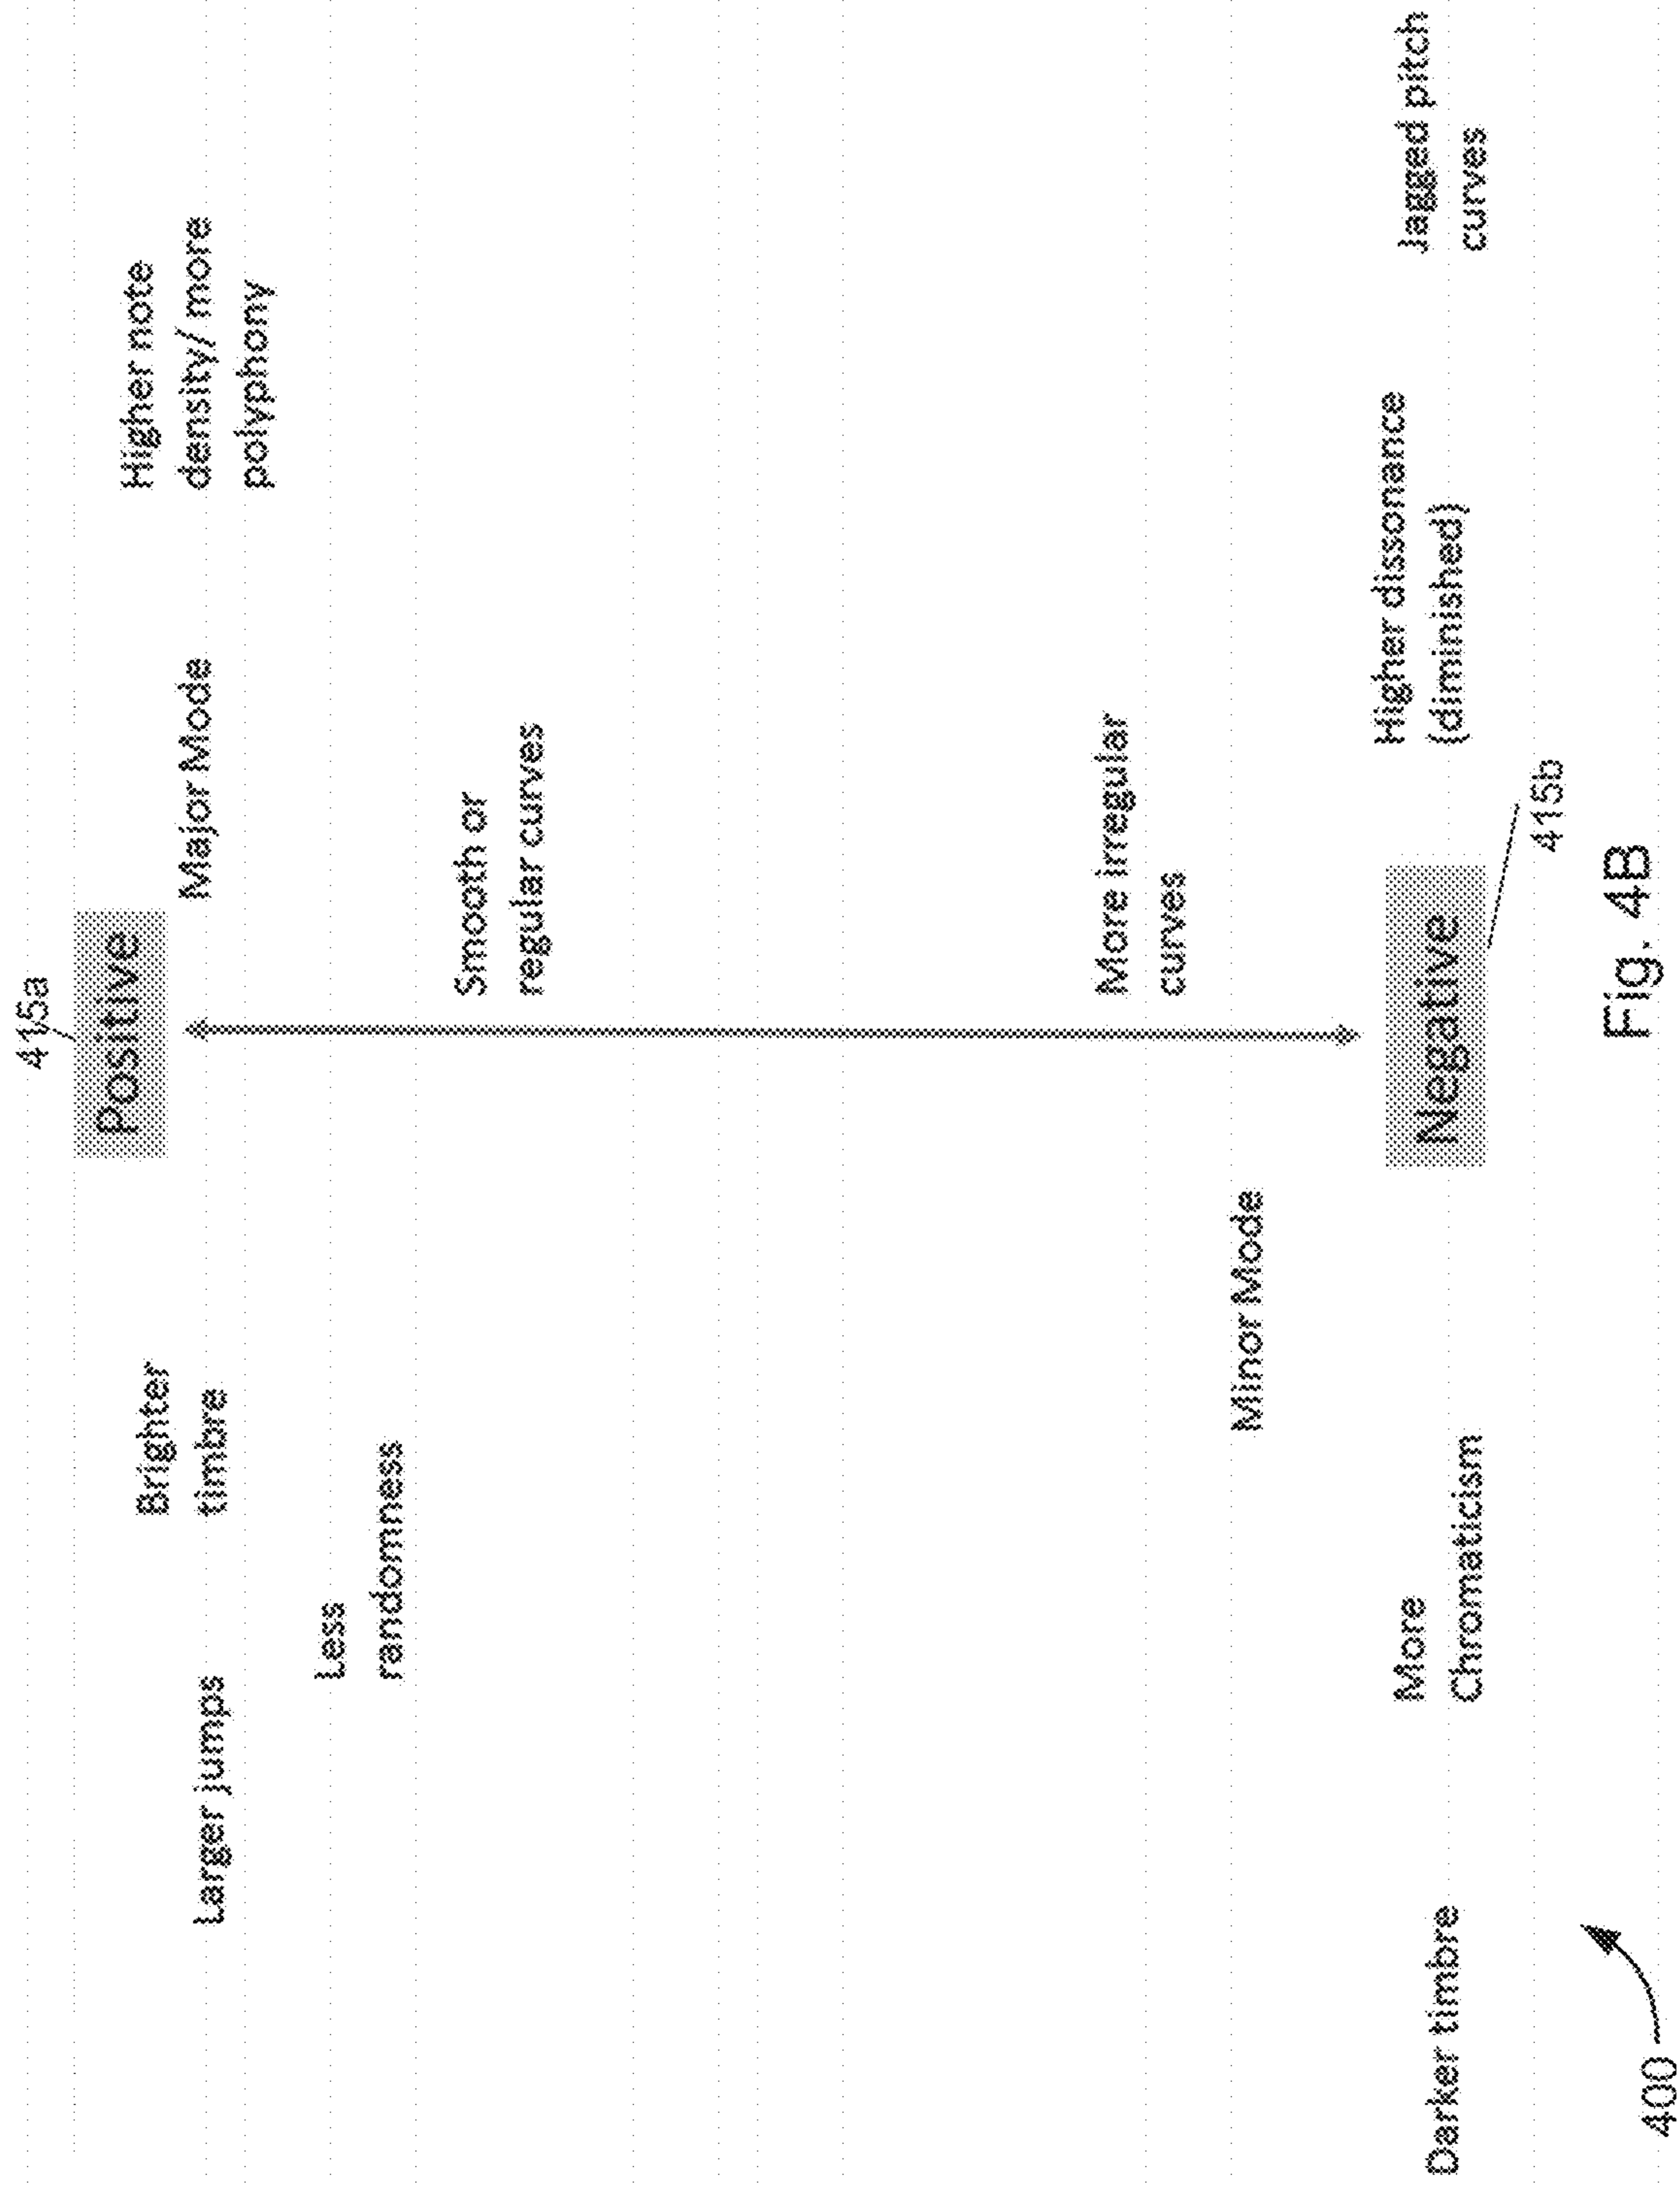 415a
Positive
Larger jumps
Brighter
timbre
Less
randomness
Major Mode
Higher note
density/ more
polyphony
Smooth or
regular curves
More irregular
curves
Minor Mode
Darker timbre
More
Chromaticism
Negative
415b
Higher dissonance
(diminished)
Jagged pitch
curves
400
Fig. 4B